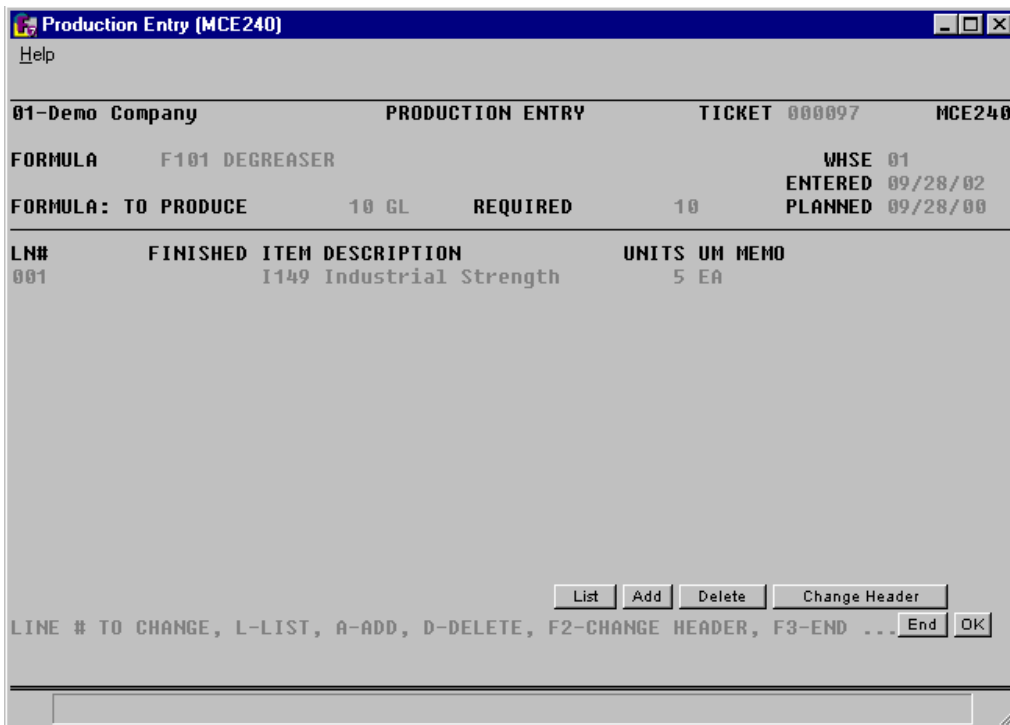 Production Entry (MCE240)
Help
01-Demo Company PRODUCTION ENTRY TICKET 000097 MCE240
FORMULA F101 DEGREASER WHSE 01
ENTERED 09/28/02
FORMULA: TO PRODUCE 10 GL REQUIRED 10 PLANNED 09/28/00
LN# FINISHED ITEM DESCRIPTION UNITS UM MEMO
001 I149 Industrial Strength 5 EA
List Add Delete Change Header
LINE # TO CHANGE, L-LIST, A-ADD, D-DELETE, F2-CHANGE HEADER, F3-END ... End OK